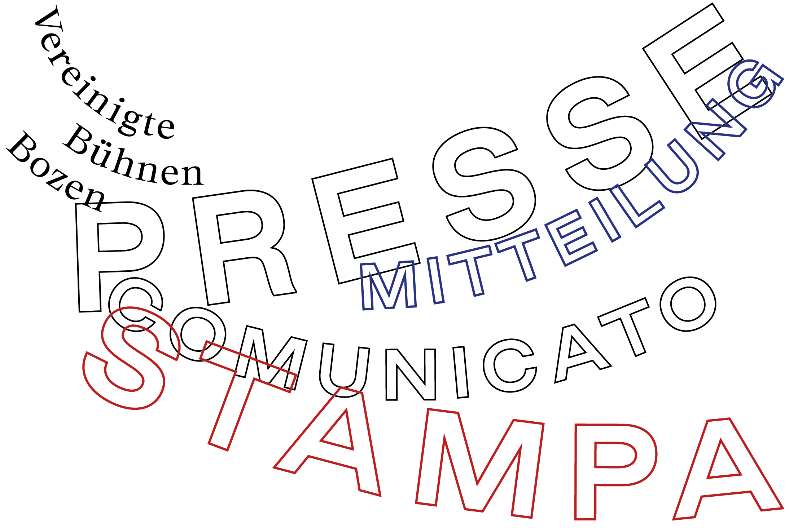 Vereinigte
Bühnen
Bozen
PRESSE
MITTEILUNG
COMUNICATO
STAMPA